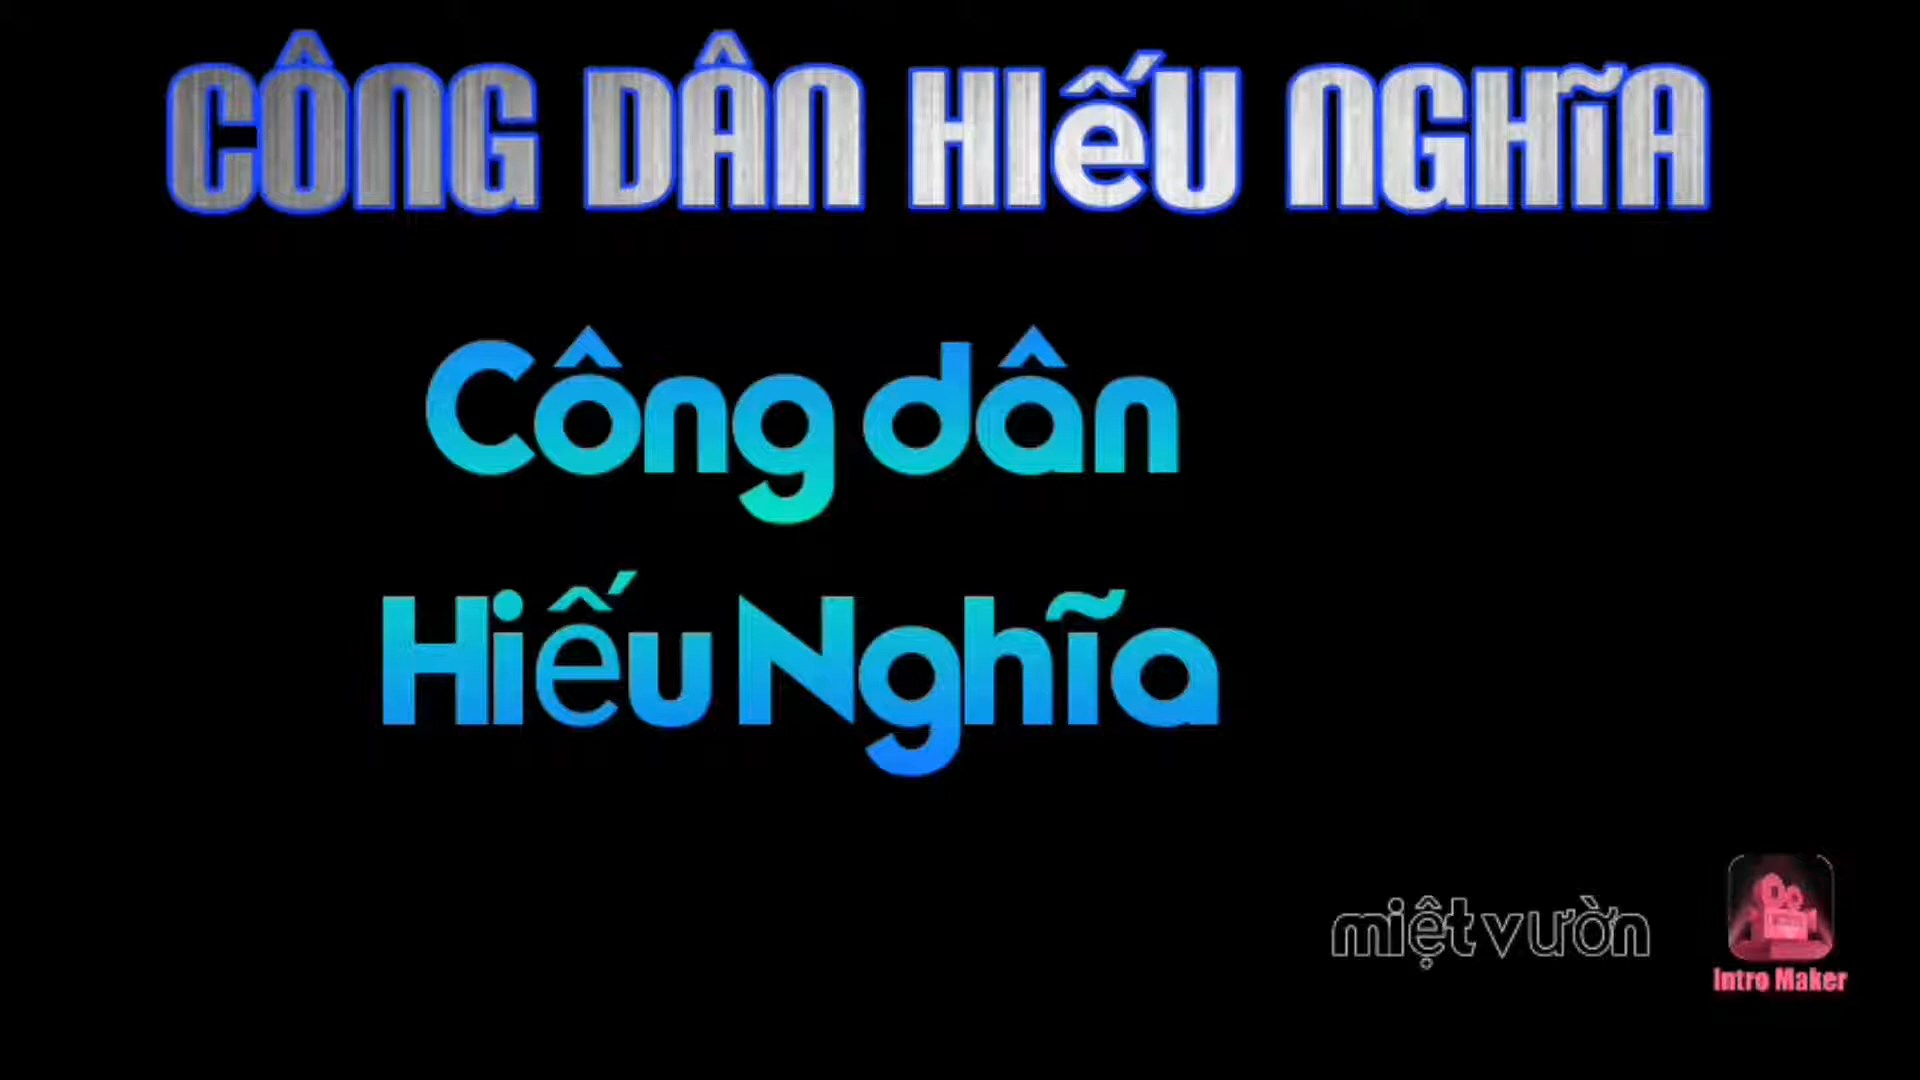 CÔNG DÂN HIếU NGHĨA
Công dân
Hiếu Nghĩa
miệt vườn
Intro Maker